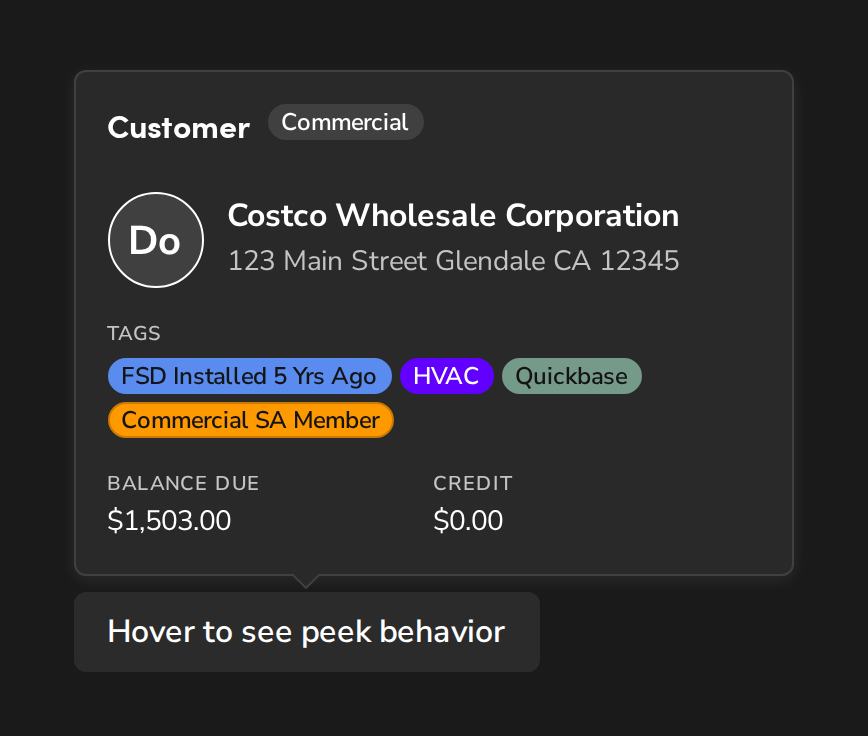 Customer Commercial
Do
Costco Wholesale Corporation
123 Main Street Glendale CA 12345
TAGS
FSD Installed 5 Yrs Ago HVAC Quickbase
Commercial SA Member
BALANCE DUE CREDIT
$1,503.00 $0.00
Hover to see peek behavior